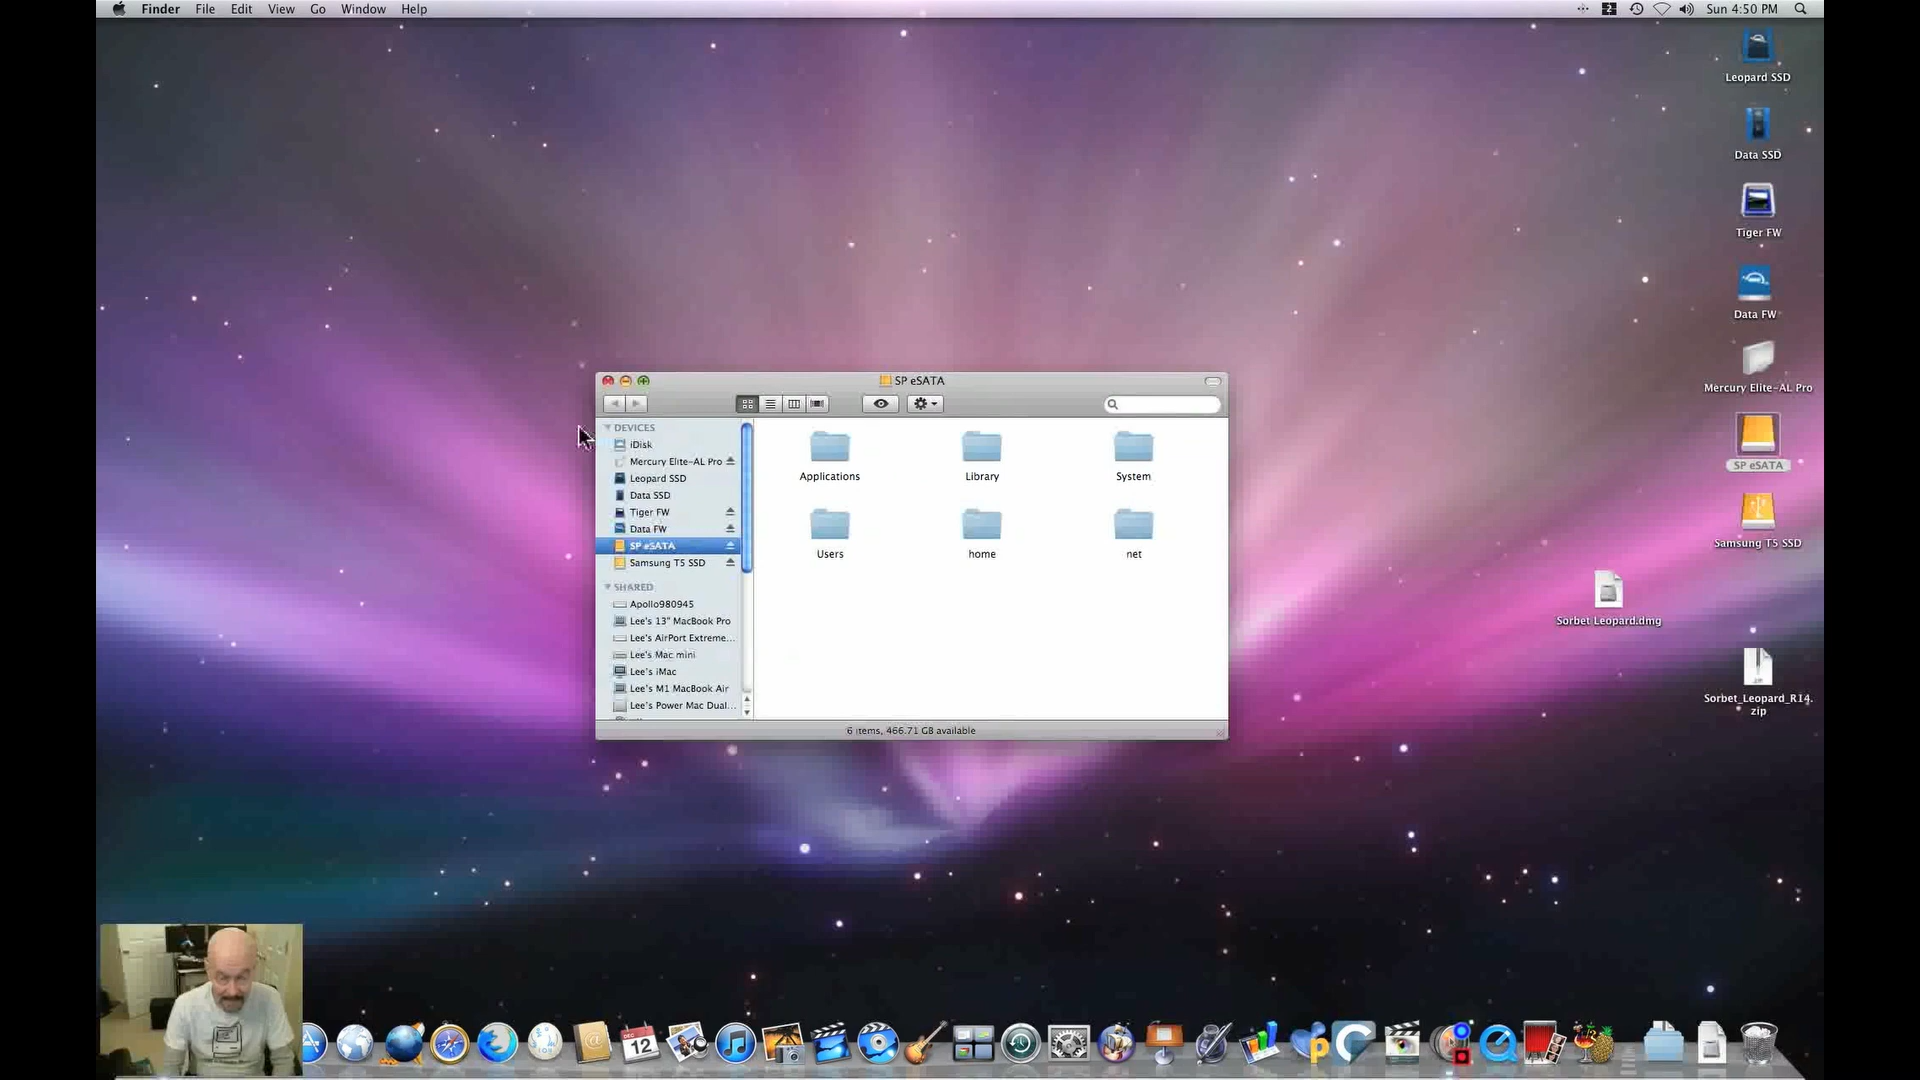 Finder File Edit View Go Window Help
Sun 4:50 PM
Leopard SSD
Data SSD
Tiger FW
Data FW
Mercury Elite-AL Pro
SP eSATA
Samsung T5 SSD
Sorbet Leopard.dmg
Sorbet_Leopard_R14.
zip
SP eSATA
DEVICES
iDisk
Mercury Elite-AL Pro
Leopard SSD
Data SSD
Tiger FW
Data FW
SP eSATA
Samsung T5 SSD
SHARED
Apollo980945
Lee's 13" MacBook Pro
Lee's AirPort Extreme...
Lee's Mac mini
Lee's iMac
Lee's M1 MacBook Air
Lee's Power Mac Dual...
Applications
Library
System
Users
home
net
6 items, 466.71 GB available
DEC
12